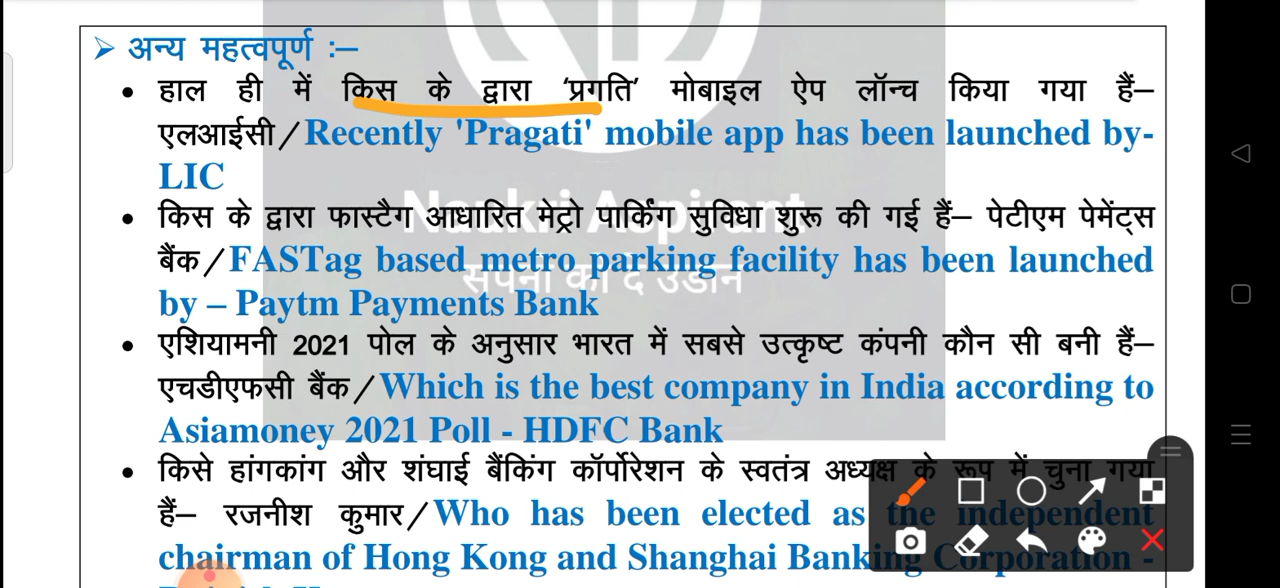 ➢ अन्य महत्वपूर्ण :–
• हाल ही में किस के द्वारा 'प्रगति' मोबाइल ऐप लॉन्च किया गया हैं–
एलआईसी/Recently 'Pragati' mobile app has been launched by-
LIC
Naukri Aspirant
• किस के द्वारा फास्टैग आधारित मेट्रो पार्किंग सुविधा शुरू की गई हैं– पेटीएम पेमेंट्स
बैंक/FASTag based metro parking facility has been launched
सपनों को दे उडान
by – Paytm Payments Bank
• एशियामनी 2021 पोल के अनुसार भारत में सबसे उत्कृष्ट कंपनी कौन सी बनी हैं–
एचडीएफसी बैंक/Which is the best company in India according to
Asiamoney 2021 Poll - HDFC Bank
• किसे हांगकांग और शंघाई बैंकिंग कॉर्पोरेशन के स्वतंत्र अध्यक्ष के रूप में चुना गया
हैं– रजनीश कुमार/Who has been elected as the independent
chairman of Hong Kong and Shanghai Banking Corporation -